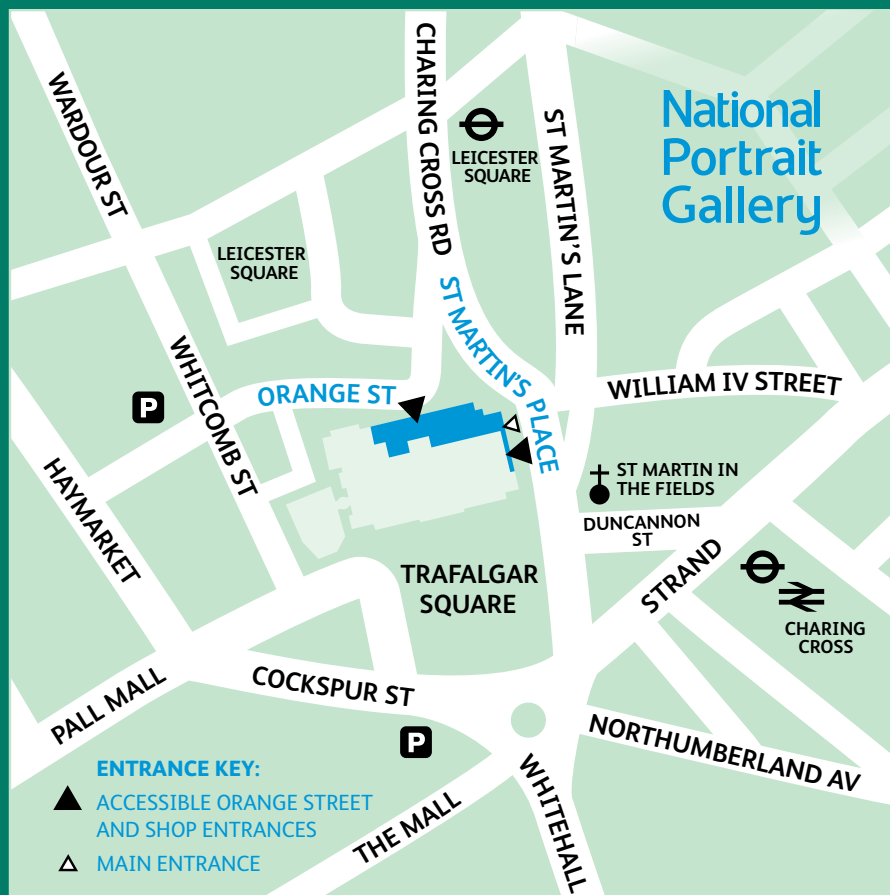 National
Portrait
Gallery
WARDOUR ST
CHARING CROSS RD
ST MARTIN'S LANE
LEICESTER
SQUARE
LEICESTER
SQUARE
ST MARTIN'S PLACE
WHITCOMB ST
ORANGE ST
WILLIAM IV STREET
P
HAYMARKET
ST MARTIN IN
THE FIELDS
DUNCANNON
ST
STRAND
TRAFALGAR
SQUARE
CHARING
CROSS
PALL MALL
COCKSPUR ST
P
NORTHUMBERLAND AV
WHITEHALL
THE MALL
ENTRANCE KEY:
ACCESSIBLE ORANGE STREET
AND SHOP ENTRANCES
MAIN ENTRANCE